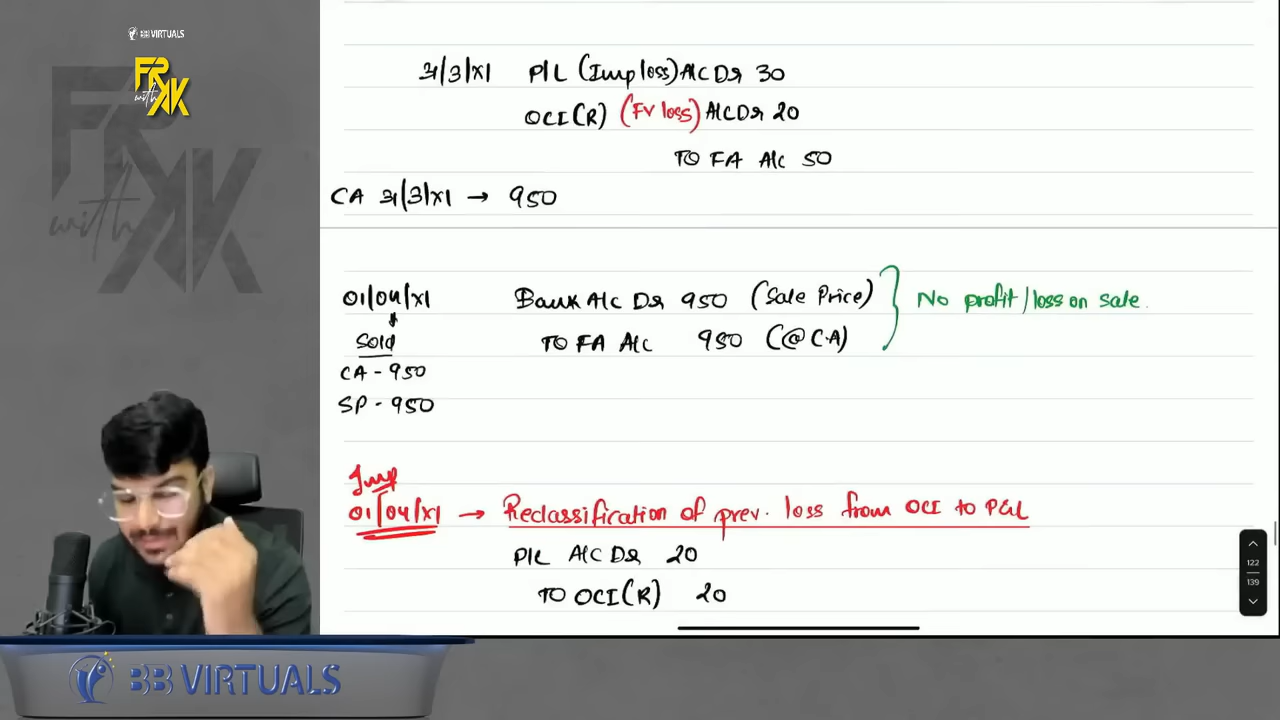 BB VIRTUALS
FR
with
KK
31/3/X1 P/L (Imp loss) A/c Dr 30
OCI(R) (FV loss) A/c Dr 20
TO FA A/c 50
CA 31/3/X1 → 950
01/04/X1 Bank A/c Dr 950 (Sale Price) No profit/loss on sale.
Sold TO FA A/c 950 (@ CA)
CA - 950
SP - 950
Imp
01/04/X1 → Reclassification of prev. loss from OCI to P&L
P/L A/c Dr 20
TO OCI(R) 20
122
139
BB VIRTUALS